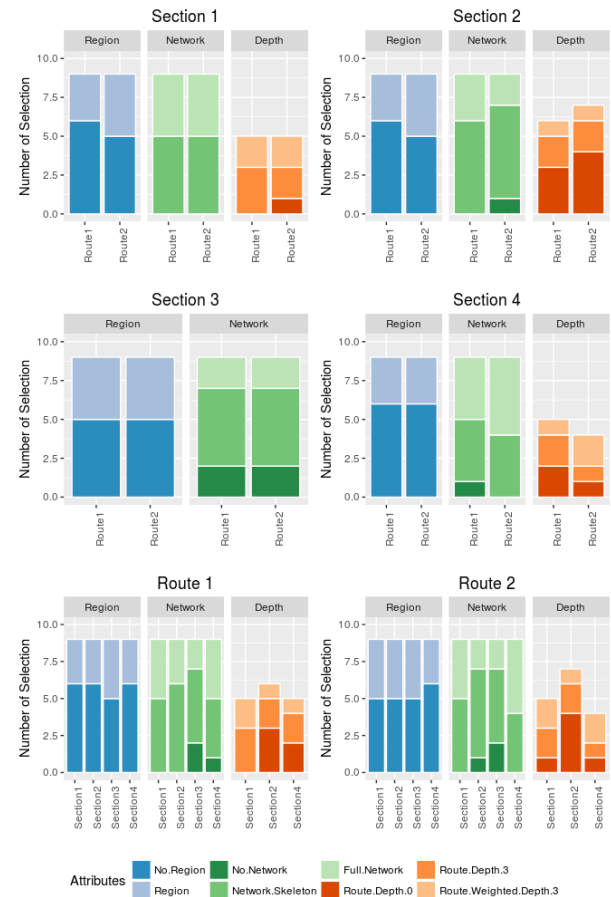 Section 1
Region Network Depth
Number of Selection
10.0
7.5
5.0
2.5
0.0
Route1 Route2 Route1 Route2 Route1 Route2
Section 2
Region Network Depth
Number of Selection
10.0
7.5
5.0
2.5
0.0
Route1 Route2 Route1 Route2 Route1 Route2
Section 3
Region Network
Number of Selection
10.0
7.5
5.0
2.5
0.0
Route1 Route2 Route1 Route2
Section 4
Region Network Depth
Number of Selection
10.0
7.5
5.0
2.5
0.0
Route1 Route2 Route1 Route2 Route1 Route2
Route 1
Region Network Depth
Number of Selection
10.0
7.5
5.0
2.5
0.0
Section1 Section2 Section3 Section4 Section1 Section2 Section3 Section4 Section1 Section2 Section4
Route 2
Region Network Depth
Number of Selection
10.0
7.5
5.0
2.5
0.0
Section1 Section2 Section3 Section4 Section1 Section2 Section3 Section4 Section1 Section2 Section4
Attributes
No.Region No.Network Full.Network Route.Depth.3
Region Network.Skeleton Route.Depth.0 Route.Weighted.Depth.3